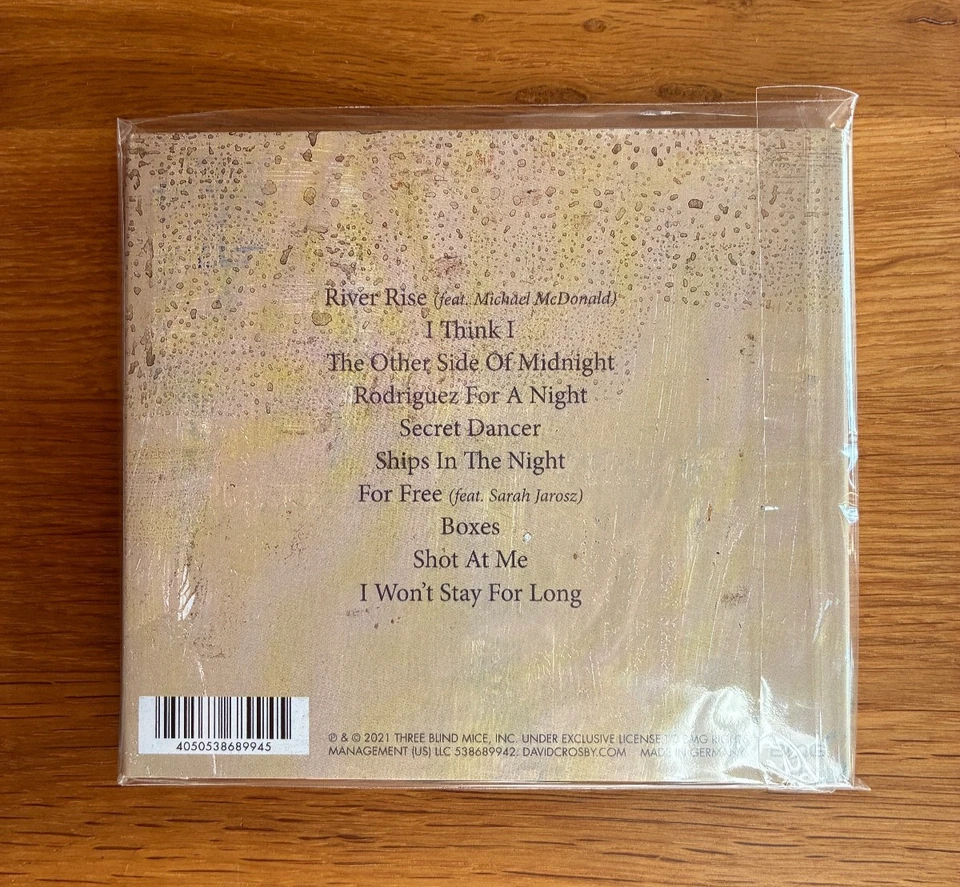 River Rise (feat. Michael McDonald)
I Think I
The Other Side Of Midnight
Rodriguez For A Night
Secret Dancer
Ships In The Night
For Free (feat. Sarah Jarosz)
Boxes
Shot At Me
I Won't Stay For Long
4050538689945
℗ & © 2021 THREE BLIND MICE, INC. UNDER EXCLUSIVE LICENSE TO BMG RIGHTS
MANAGEMENT (US) LLC 538689942. DAVIDCROSBY.COM MADE IN GERMANY
BMG